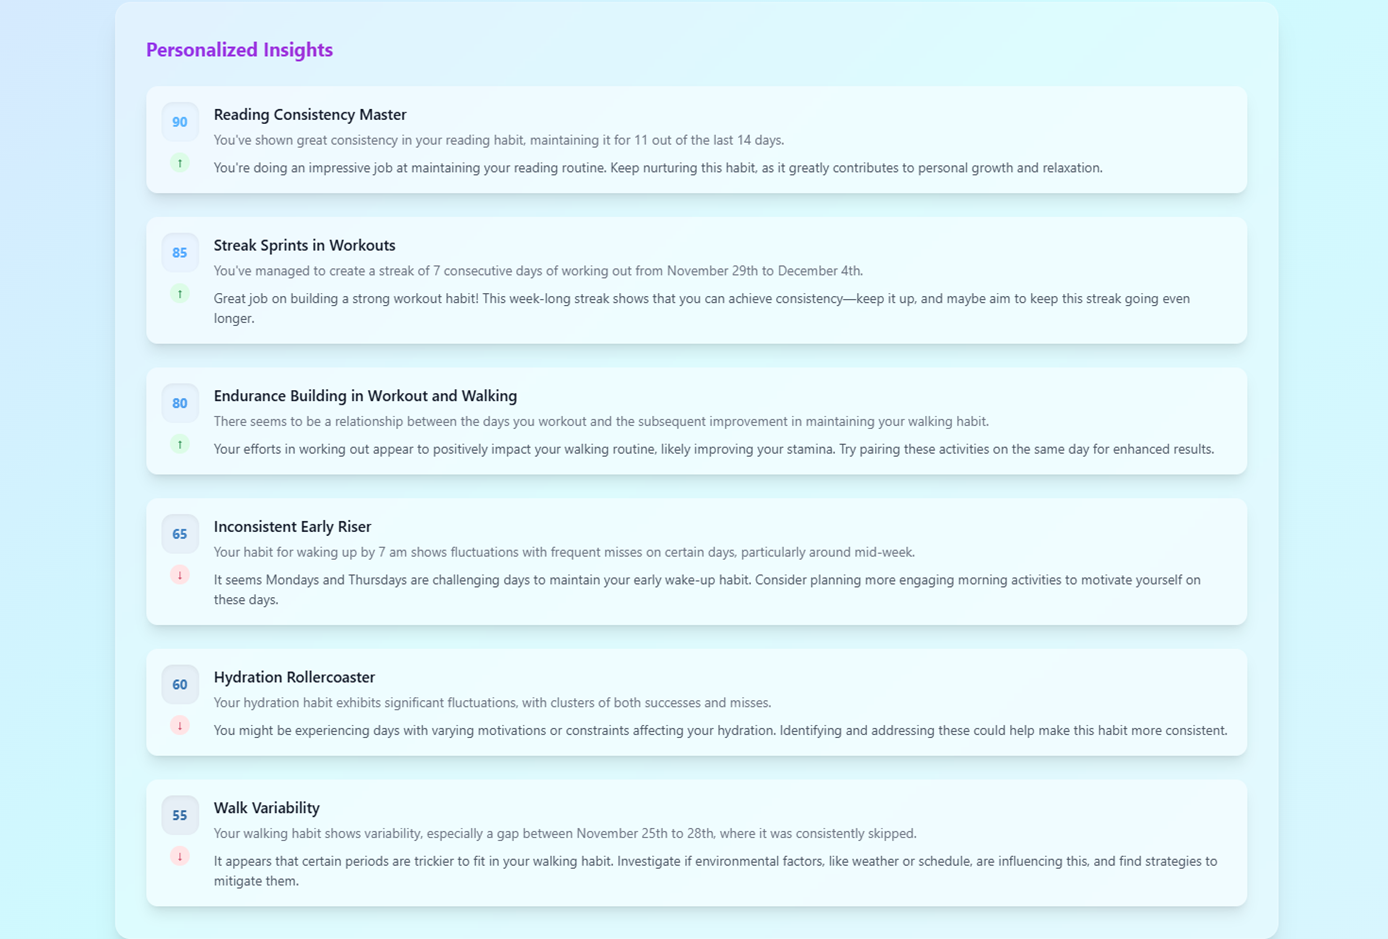 Personalized Insights
90
Reading Consistency Master
You've shown great consistency in your reading habit, maintaining it for 11 out of the last 14 days.
↑
You're doing an impressive job at maintaining your reading routine. Keep nurturing this habit, as it greatly contributes to personal growth and relaxation.
85
Streak Sprints in Workouts
You've managed to create a streak of 7 consecutive days of working out from November 29th to December 4th.
↑
Great job on building a strong workout habit! This week-long streak shows that you can achieve consistency—keep it up, and maybe aim to keep this streak going even
longer.
80
Endurance Building in Workout and Walking
There seems to be a relationship between the days you workout and the subsequent improvement in maintaining your walking habit.
↑
Your efforts in working out appear to positively impact your walking routine, likely improving your stamina. Try pairing these activities on the same day for enhanced results.
65
Inconsistent Early Riser
Your habit for waking up by 7 am shows fluctuations with frequent misses on certain days, particularly around mid-week.
↓
It seems Mondays and Thursdays are challenging days to maintain your early wake-up habit. Consider planning more engaging morning activities to motivate yourself on
these days.
60
Hydration Rollercoaster
Your hydration habit exhibits significant fluctuations, with clusters of both successes and misses.
↓
You might be experiencing days with varying motivations or constraints affecting your hydration. Identifying and addressing these could help make this habit more consistent.
55
Walk Variability
Your walking habit shows variability, especially a gap between November 25th to 28th, where it was consistently skipped.
↓
It appears that certain periods are trickier to fit in your walking habit. Investigate if environmental factors, like weather or schedule, are influencing this, and find strategies to
mitigate them.